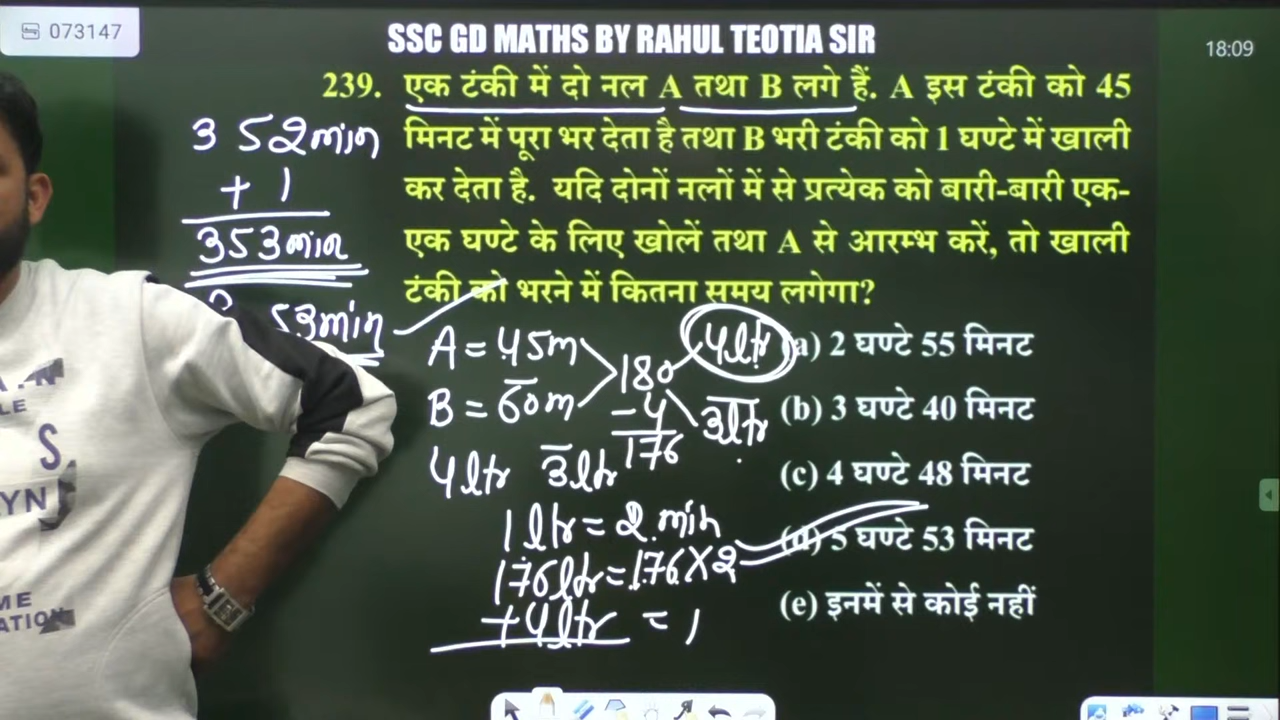 073147
SSC GD MATHS BY RAHUL TEOTIA SIR
18:09
239. एक टंकी में दो नल A तथा B लगे हैं. A इस टंकी को 45
मिनट में पूरा भर देता है तथा B भरी टंकी को 1 घण्टे में खाली
कर देता है. यदि दोनों नलों में से प्रत्येक को बारी-बारी एक-
एक घण्टे के लिए खोलें तथा A से आरम्भ करें, तो खाली
टंकी को भरने में कितना समय लगेगा?
352min
+ 1
353min
53min
A = 45m
B = 60m
180
- 4
176
4ltr
3ltr
4ltr 3ltr
1 ltr = 2 min
176ltr = 176X2
+4ltr = 1
(a) 2 घण्टे 55 मिनट
(b) 3 घण्टे 40 मिनट
(c) 4 घण्टे 48 मिनट
(d) 5 घण्टे 53 मिनट
(e) इनमें से कोई नहीं
S